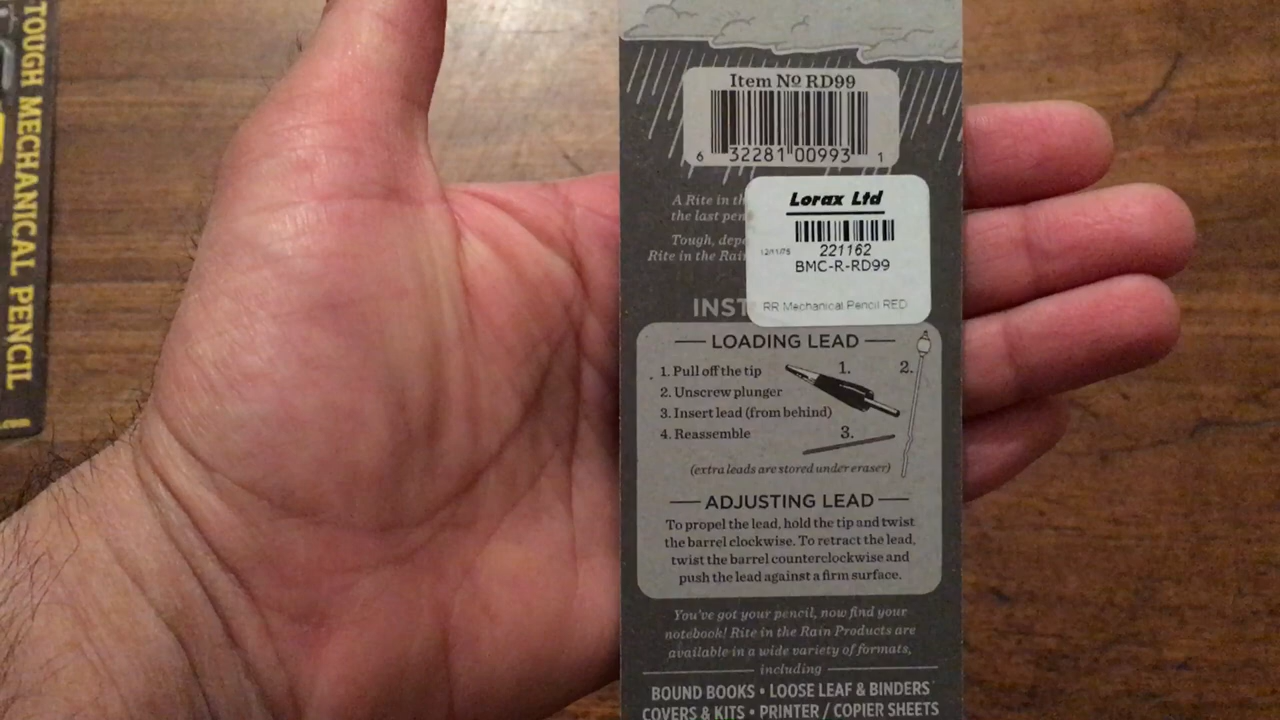 TOUGH MECHANICAL PENCIL
Item Nº RD99
6 32281 00993 1
A Rite in th
the last pen
Tough, depe
Rite in the Rai
Lorax Ltd
221162
BMC-R-RD99
RR Mechanical Pencil RED
INST
LOADING LEAD
1. Pull off the tip
2. Unscrew plunger
3. Insert lead (from behind)
4. Reassemble
1.
2.
3.
(extra leads are stored under eraser)
ADJUSTING LEAD
To propel the lead, hold the tip and twist
the barrel clockwise. To retract the lead,
twist the barrel counterclockwise and
push the lead against a firm surface.
You've got your pencil, now find your
notebook! Rite in the Rain Products are
available in a wide variety of formats,
including
BOUND BOOKS • LOOSE LEAF & BINDERS
COVERS & KITS • PRINTER / COPIER SHEETS